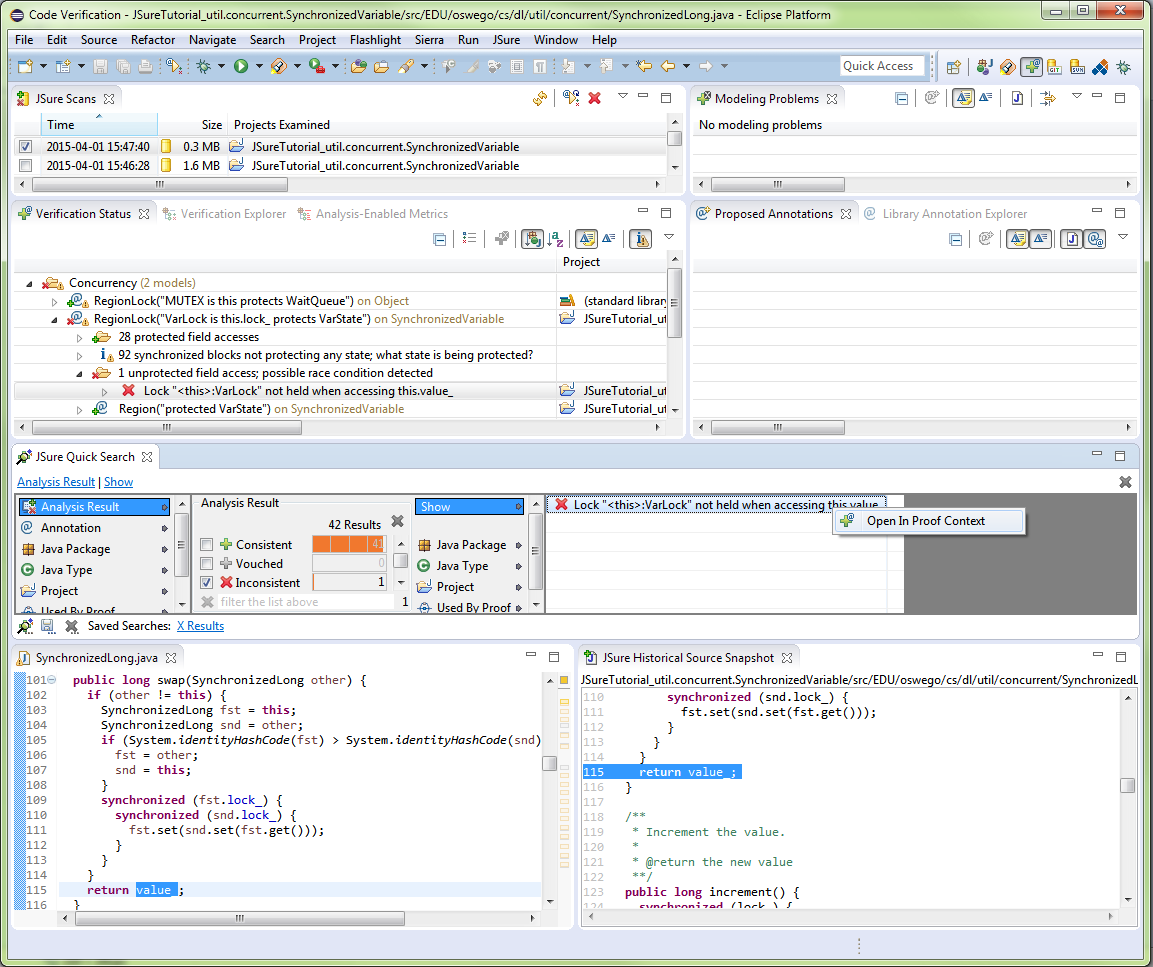 Code Verification - JSureTutorial_util.concurrent.SynchronizedVariable/src/EDU/oswego/cs/dl/util/concurrent/SynchronizedLong.java - Eclipse Platform
File Edit Source Refactor Navigate Search Project Flashlight Sierra Run JSure Window Help
Quick Access
JSure Scans
Time Size Projects Examined
2015-04-01 15:47:40 0.3 MB JSureTutorial_util.concurrent.SynchronizedVariable
2015-04-01 15:46:28 1.6 MB JSureTutorial_util.concurrent.SynchronizedVariable
Modeling Problems
No modeling problems
Verification Status Verification Explorer Analysis-Enabled Metrics
Project
Concurrency (2 models)
RegionLock("MUTEX is this protects WaitQueue") on Object (standard library
RegionLock("VarLock is this.lock_ protects VarState") on SynchronizedVariable JSureTutorial_ut
28 protected field accesses
92 synchronized blocks not protecting any state; what state is being protected?
1 unprotected field access; possible race condition detected
Lock "<this>:VarLock" not held when accessing this.value_ JSureTutorial_ut
Region("protected VarState") on SynchronizedVariable JSureTutorial_ut
Proposed Annotations Library Annotation Explorer
JSure Quick Search
Analysis Result | Show
Analysis Result
Annotation
Java Package
Java Type
Project
Used By Proof
Analysis Result
42 Results
Consistent 41
Vouched 0
Inconsistent 1
filter the list above 1
Show
Java Package
Java Type
Project
Used By Proof
Lock "<this>:VarLock" not held when accessing this.value_
Open In Proof Context
Saved Searches: X Results
SynchronizedLong.java
101 public long swap(SynchronizedLong other) {
102 if (other != this) {
103 SynchronizedLong fst = this;
104 SynchronizedLong snd = other;
105 if (System.identityHashCode(fst) > System.identityHashCode(snd)
106 fst = other;
107 snd = this;
108 }
109 synchronized (fst.lock_) {
110 synchronized (snd.lock_) {
111 fst.set(snd.set(fst.get()));
112 }
113 }
114 }
115 return value_;
116 }
JSure Historical Source Snapshot
JSureTutorial_util.concurrent.SynchronizedVariable/src/EDU/oswego/cs/dl/util/concurrent/SynchronizedL
110 synchronized (snd.lock_) {
111 fst.set(snd.set(fst.get()));
112 }
113 }
114 }
115 return value_;
116 }
117
118 /**
119 * Increment the value.
120 *
121 * @return the new value
122 **/
123 public long increment() {
124 synchronized (lock_) {